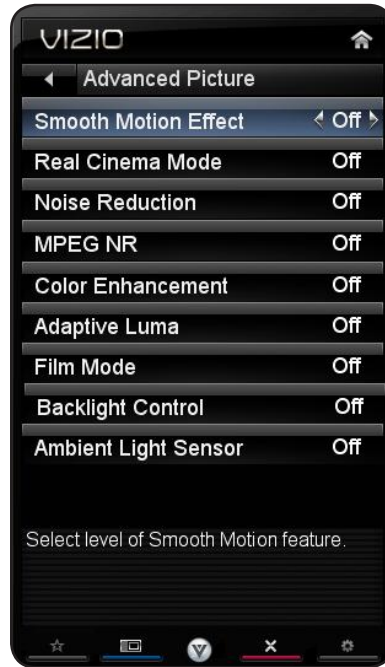 VIZIO
Advanced Picture
Smooth Motion Effect Off
Real Cinema Mode Off
Noise Reduction Off
MPEG NR Off
Color Enhancement Off
Adaptive Luma Off
Film Mode Off
Backlight Control Off
Ambient Light Sensor Off
Select level of Smooth Motion feature.
V